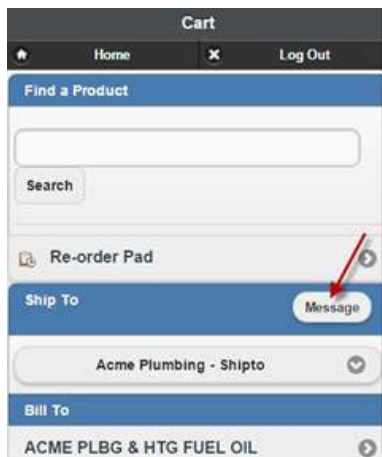 Cart
Home Log Out
Find a Product
Search
Re-order Pad
Ship To Message
Acme Plumbing - Shipto
Bill To
ACME PLBG & HTG FUEL OIL